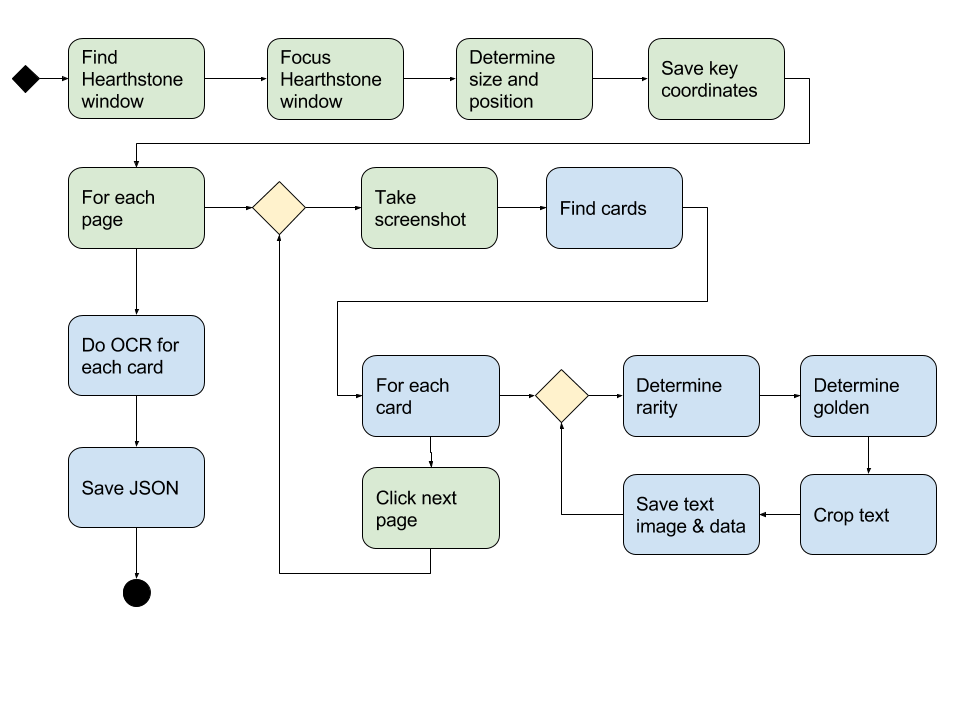 Find
Hearthstone
window
Focus
Hearthstone
window
Determine
size and
position
Save key
coordinates
For each
page
Take
screenshot
Find cards
Do OCR for
each card
For each
card
Determine
rarity
Determine
golden
Save JSON
Click next
page
Save text
image & data
Crop text